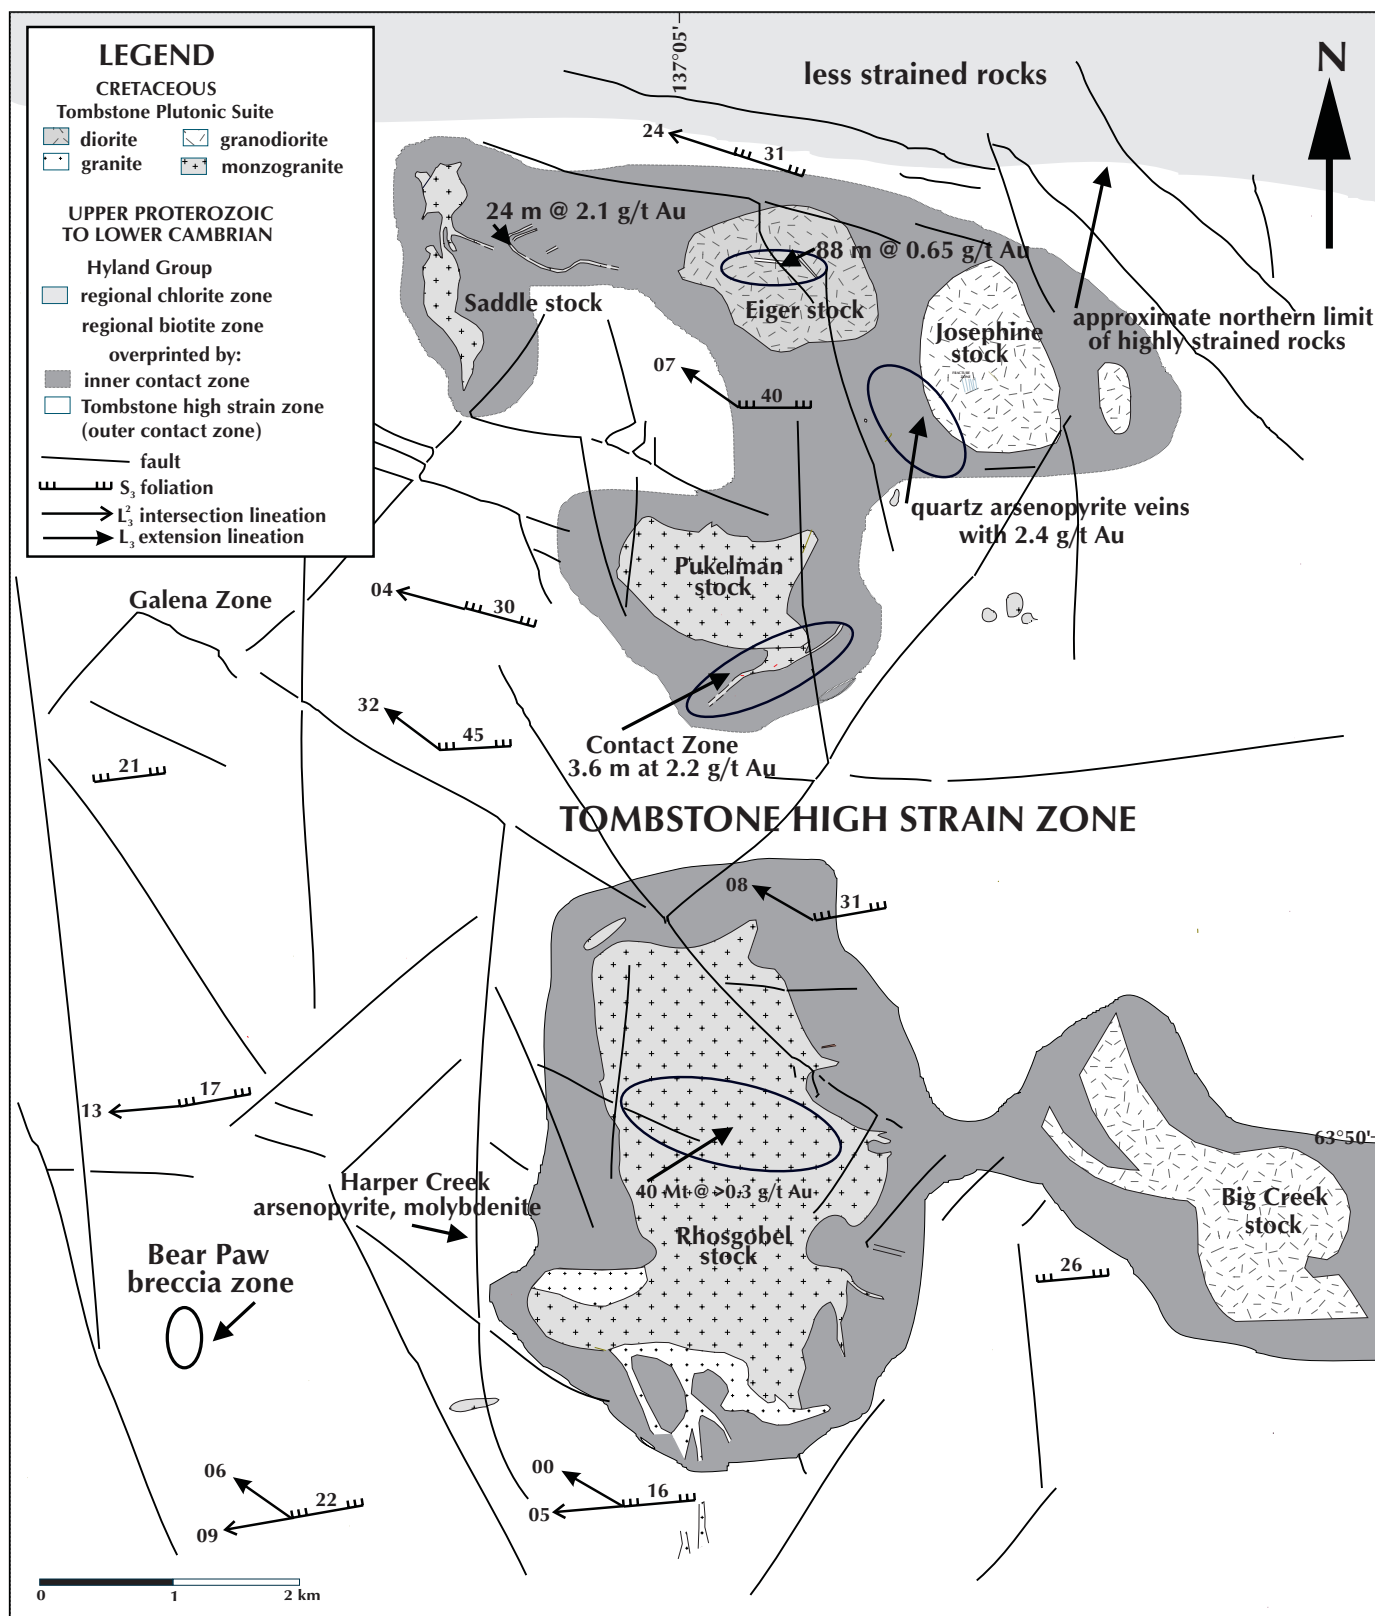 LEGEND
CRETACEOUS
Tombstone Plutonic Suite
diorite
granodiorite
granite
monzogranite
UPPER PROTEROZOIC
TO LOWER CAMBRIAN
Hyland Group
regional chlorite zone
regional biotite zone
overprinted by:
inner contact zone
Tombstone high strain zone
(outer contact zone)
fault
S3 foliation
L2 3 intersection lineation
L3 extension lineation
137°05'
less strained rocks
N
24
31
24 m @ 2.1 g/t Au
88 m @ 0.65 g/t Au
Saddle stock
Eiger stock
Josephine
stock
approximate northern limit
of highly strained rocks
07
40
quartz arsenopyrite veins
with 2.4 g/t Au
Pukelman
stock
Galena Zone
04
30
32
45
21
Contact Zone
3.6 m at 2.2 g/t Au
TOMBSTONE HIGH STRAIN ZONE
08
31
17
13
63°50'
Harper Creek
arsenopyrite, molybdenite
40 Mt @ >0.3 g/t Au
Rhosgobel
stock
Big Creek
stock
26
Bear Paw
breccia zone
06
22
09
00
16
05
0
1
2 km